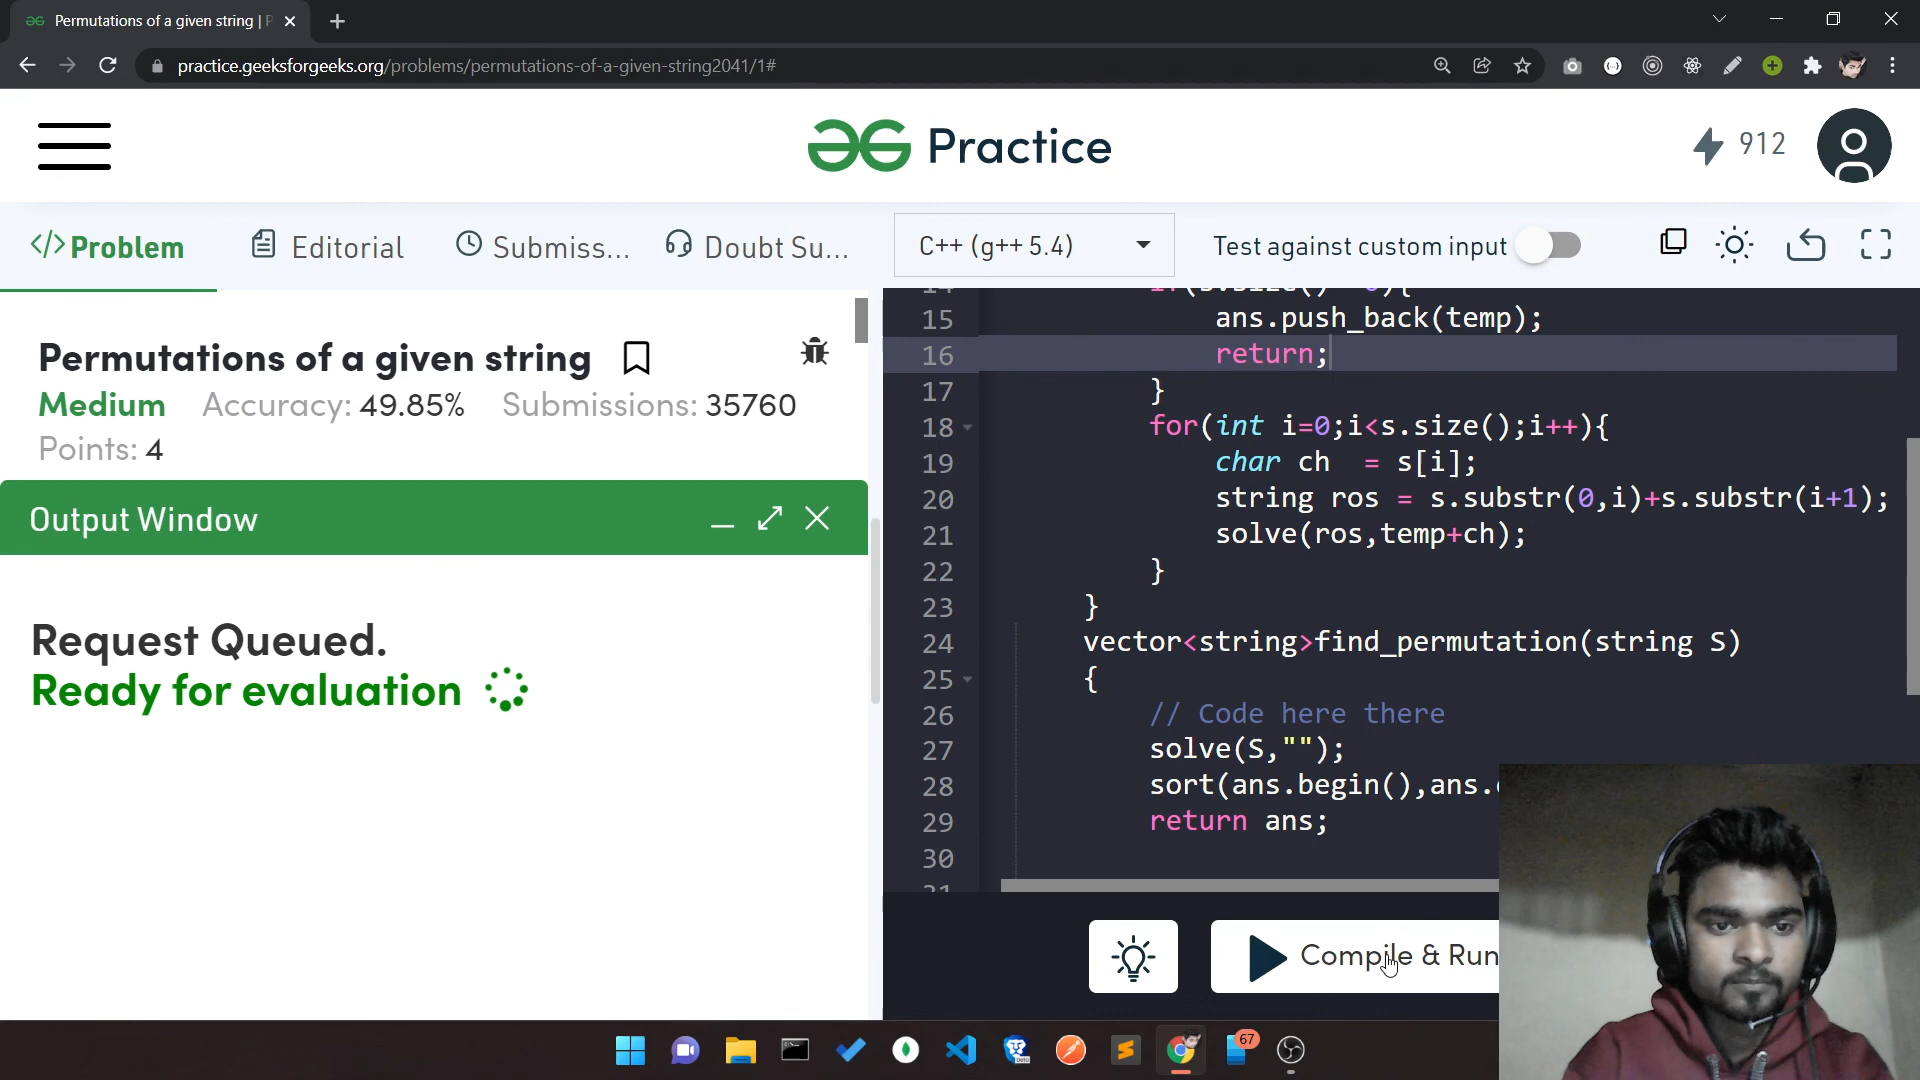 Permutations of a given string | P
practice.geeksforgeeks.org/problems/permutations-of-a-given-string2041/1#
Practice
912
</> Problem
Editorial
Submiss...
Doubt Su...
C++ (g++ 5.4)
Test against custom input
Permutations of a given string
Medium Accuracy: 49.85% Submissions: 35760
Points: 4
Output Window
Request Queued.
Ready for evaluation
15 ans.push_back(temp);
16 return;
17 }
18 for(int i=0;i<s.size();i++){
19 char ch  = s[i];
20 string ros = s.substr(0,i)+s.substr(i+1);
21 solve(ros,temp+ch);
22 }
23 }
24 vector<string>find_permutation(string S)
25 {
26 // Code here there
27 solve(S,"");
28 sort(ans.begin(),ans.
29 return ans;
30
Compile & Run
67